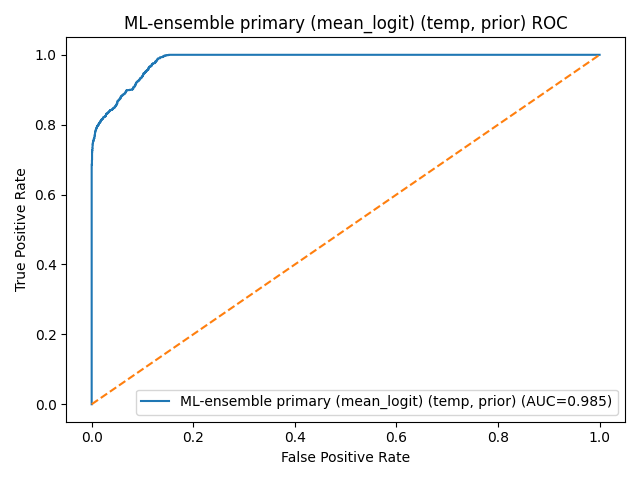 ML-ensemble primary (mean_logit) (temp, prior) ROC
True Positive Rate
1.0
0.8
0.6
0.4
0.2
0.0
ML-ensemble primary (mean_logit) (temp, prior) (AUC=0.985)
0.0 0.2 0.4 0.6 0.8 1.0
False Positive Rate